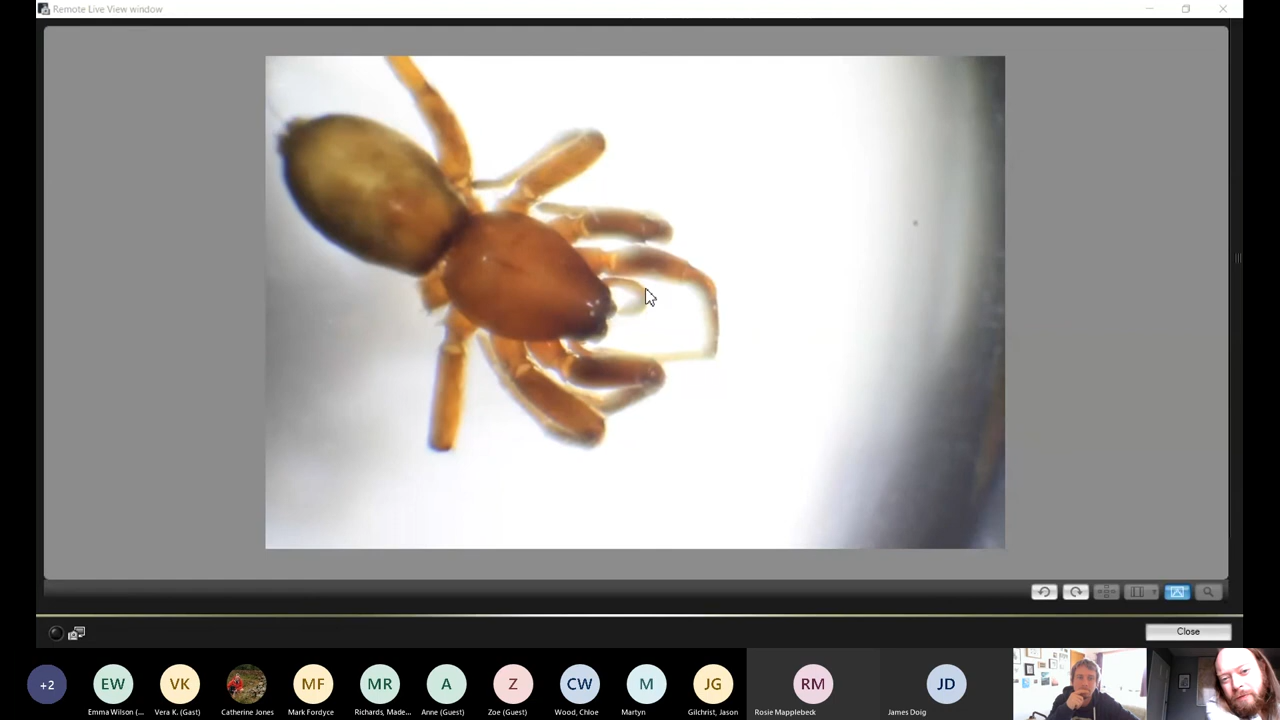 Remote Live View window
Close
+2
EW
VK
MF
MR
A
Z
CW
M
JG
RM
JD
Emma Wilson (...
Vera K. (Gast)
Catherine Jones
Mark Fordyce
Richards, Made...
Anne (Guest)
Zoe (Guest)
Wood, Chloe
Martyn
Gilchrist, Jason
Rosie Mapplebeck
James Doig